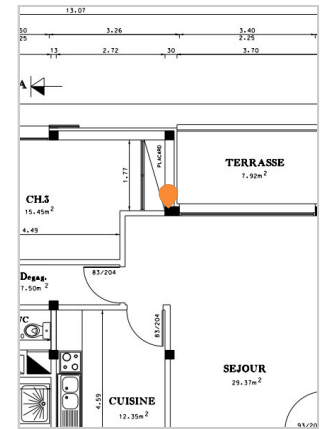 13.07
3.26
3.40
25
2.25
13
2.72
30
3.70
A
PLACARD
TERRASSE
7.92m²
1.77
CH.3
15.45m²
4.49
Degag.
7.50m²
83/204
83/204
SEJOUR
29.37m²
4.59
CUISINE
12.35m²
93/20